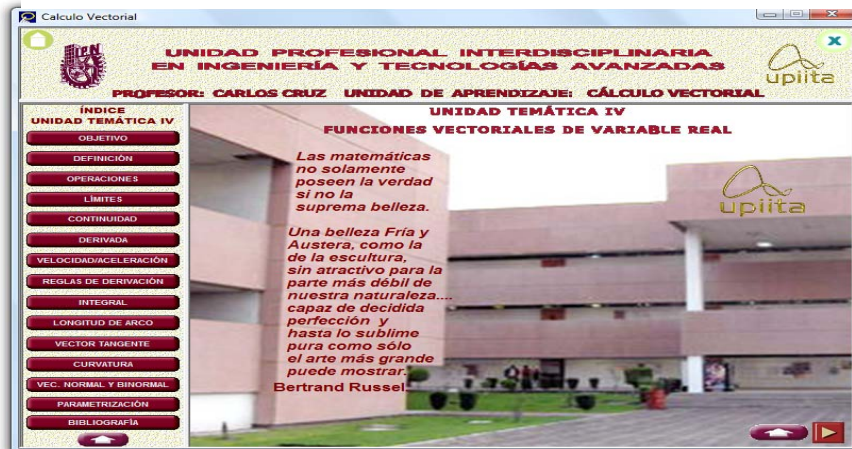 Calculo Vectorial
IPN
UNIDAD PROFESIONAL INTERDISCIPLINARIA
EN INGENIERÍA Y TECNOLOGÍAS AVANZADAS
upiita
PROFESOR: CARLOS CRUZ UNIDAD DE APRENDIZAJE: CÁLCULO VECTORIAL
ÍNDICE
UNIDAD TEMÁTICA IV
OBJETIVO
DEFINICIÓN
OPERACIONES
LÍMITES
CONTINUIDAD
DERIVADA
VELOCIDAD/ACELERACIÓN
REGLAS DE DERIVACIÓN
INTEGRAL
LONGITUD DE ARCO
VECTOR TANGENTE
CURVATURA
VEC. NORMAL Y BINORMAL
PARAMETRIZACIÓN
BIBLIOGRAFÍA
UNIDAD TEMÁTICA IV
FUNCIONES VECTORIALES DE VARIABLE REAL
Las matemáticas
no solamente
poseen la verdad
si no la
suprema belleza.
Una belleza Fría y
Austera, como la
de la escultura,
sin atractivo para la
parte más débil de
nuestra naturaleza....
capaz de decidida
perfección y
hasta lo sublime
pura como sólo
el arte más grande
puede mostrar.
Bertrand Russel
upiita